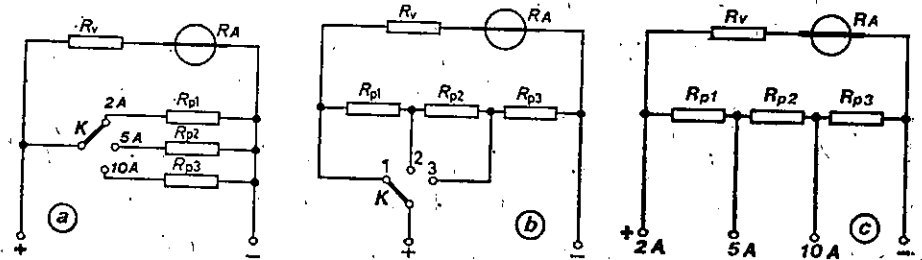 Rv RA
2A Rp1
K 5A Rp2
10A Rp3
a
+ −
Rv RA
Rp1 Rp2 Rp3
1 2 3
K
b
+ −
Rv RA
Rp1 Rp2 Rp3
c
+ 2A 5A 10A −